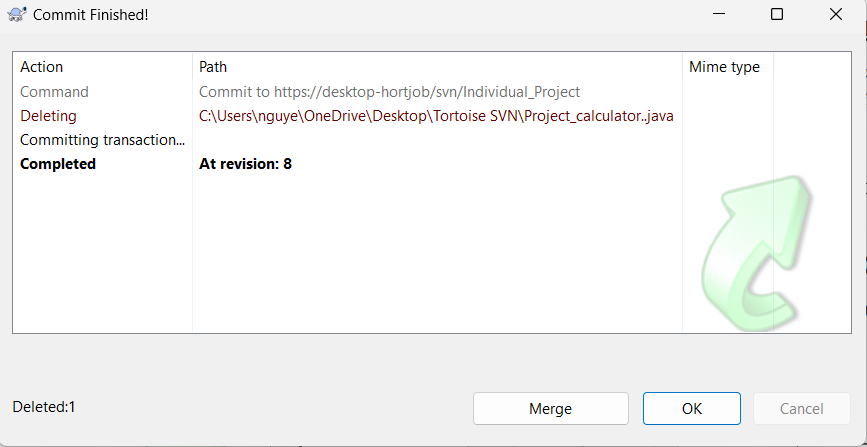 Commit Finished!
Action Path Mime type
Command Commit to https://desktop-hortjob/svn/Individual_Project
Deleting C:\Users\nguye\OneDrive\Desktop\Tortoise SVN\Project_calculator..java
Committing transaction...
Completed At revision: 8
Deleted:1
Merge OK Cancel